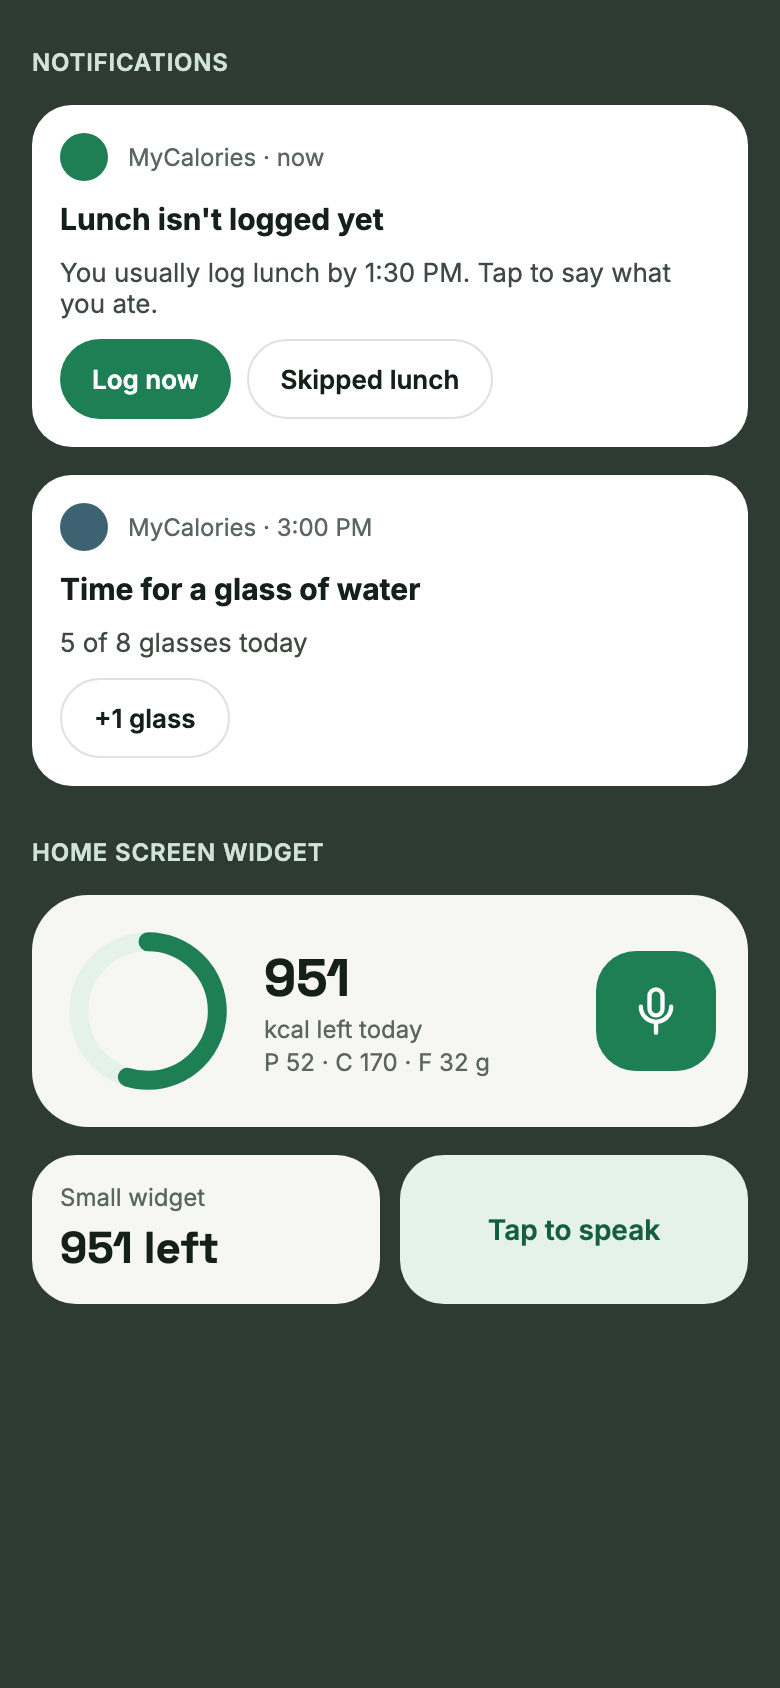 NOTIFICATIONS
MyCalories · now
Lunch isn't logged yet
You usually log lunch by 1:30 PM. Tap to say what
you ate.
Log now
Skipped lunch
MyCalories · 3:00 PM
Time for a glass of water
5 of 8 glasses today
+1 glass
HOME SCREEN WIDGET
951
kcal left today
P 52 · C 170 · F 32 g
Small widget
951 left
Tap to speak